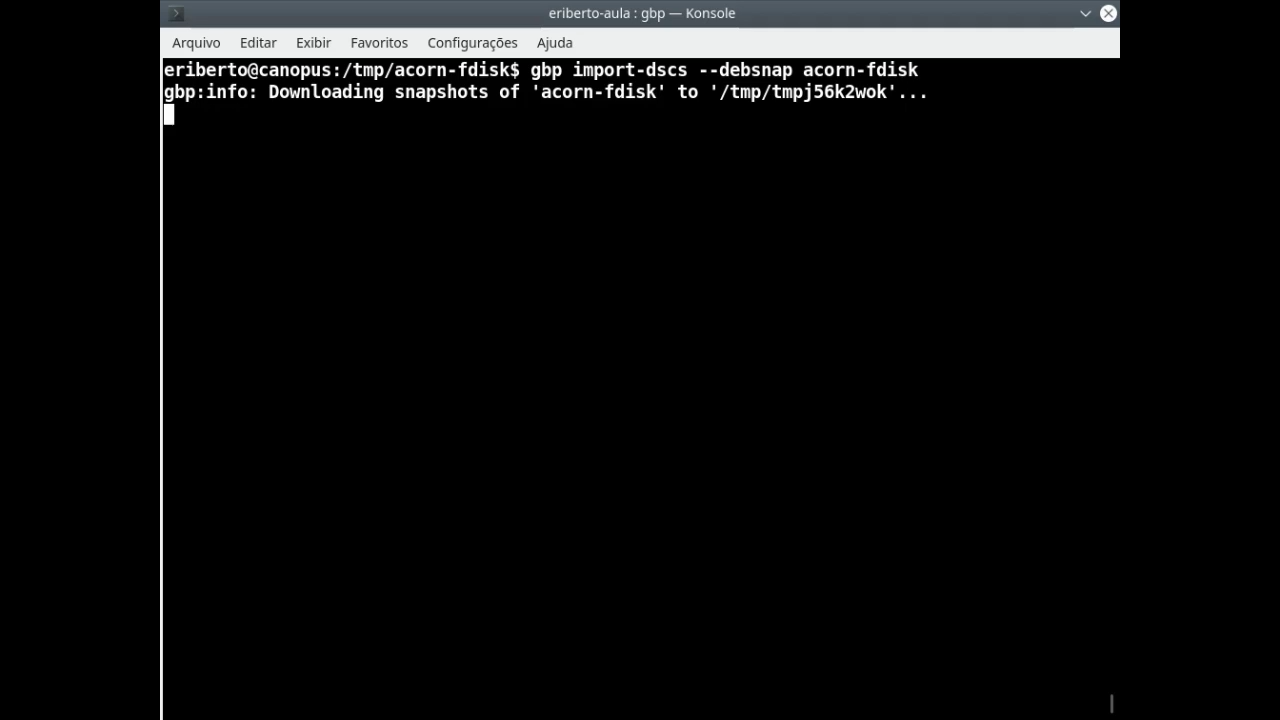 eriberto-aula : gbp — Konsole
Arquivo Editar Exibir Favoritos Configurações Ajuda
eriberto@canopus:/tmp/acorn-fdisk$ gbp import-dscs --debsnap acorn-fdisk
gbp:info: Downloading snapshots of 'acorn-fdisk' to '/tmp/tmpj56k2wok'...